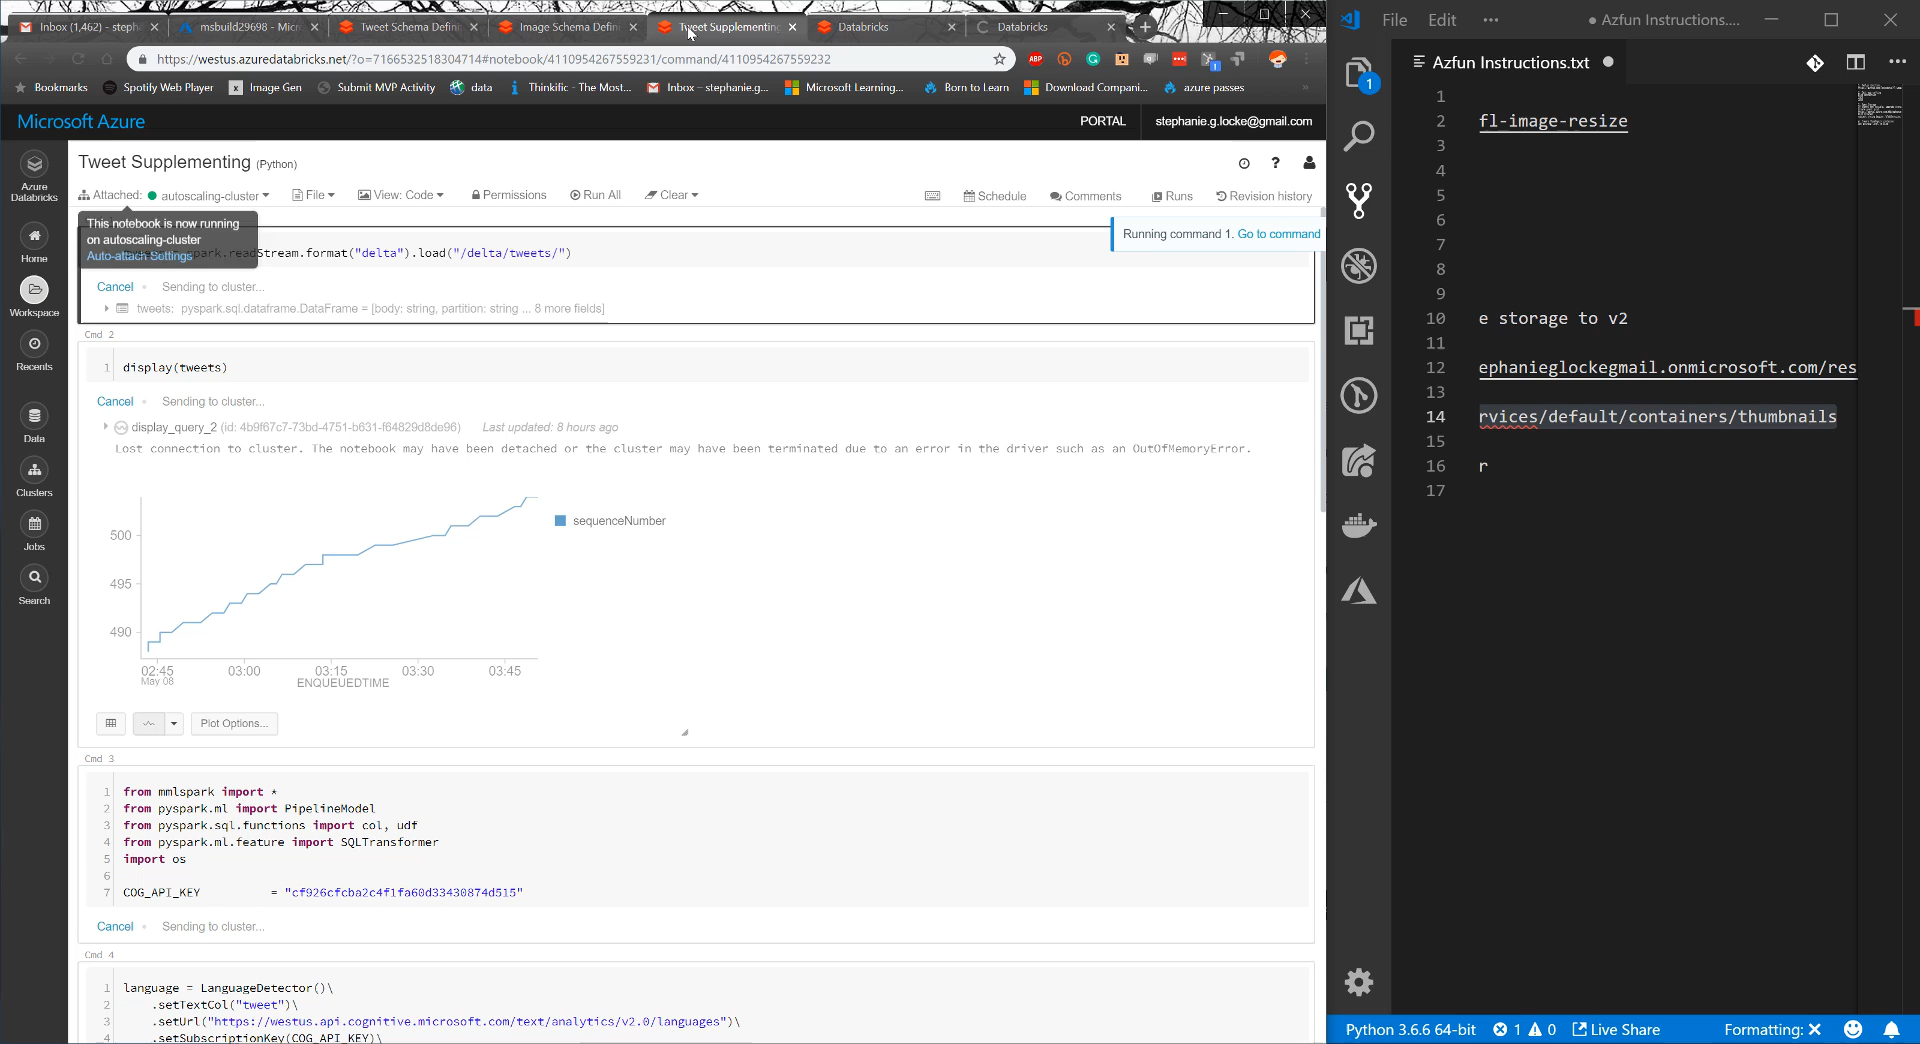 Inbox (1,462) - steph
msbuild29698 - Micr
Tweet Schema Defini
Image Schema Defini
Tweet Supplementing
Databricks
Databricks
https://westus.azuredatabricks.net/?o=7166532518304714#notebook/4110954267559231/command/4110954267559232
Bookmarks
Spotify Web Player
Image Gen
Submit MVP Activity
data
Thinkific - The Most...
Inbox – stephanie.g...
Microsoft Learning...
Born to Learn
Download Compani...
azure passes
Microsoft Azure
PORTAL
stephanie.g.locke@gmail.com
Azure
Databricks
Home
Workspace
Recents
Data
Clusters
Jobs
Search
Tweet Supplementing (Python)
Attached: autoscaling-cluster
File
View: Code
Permissions
Run All
Clear
Schedule
Comments
Runs
Revision history
This notebook is now running
on autoscaling-cluster
Auto-attach Settings
Running command 1. Go to command
park.readStream.format("delta").load("/delta/tweets/")
Cancel Sending to cluster...
tweets: pyspark.sql.dataframe.DataFrame = [body: string, partition: string ... 8 more fields]
Cmd 2
1 display(tweets)
Cancel Sending to cluster...
display_query_2 (id: 4b9f67c7-73bd-4751-b631-f64829d8de96) Last updated: 8 hours ago
Lost connection to cluster. The notebook may have been detached or the cluster may have been terminated due to an error in the driver such as an OutOfMemoryError.
500
495
490
02:45
May 08
03:00
03:15
03:30
03:45
ENQUEUEDTIME
sequenceNumber
Plot Options...
Cmd 3
1 from mmlspark import *
2 from pyspark.ml import PipelineModel
3 from pyspark.sql.functions import col, udf
4 from pyspark.ml.feature import SQLTransformer
5 import os
6
7 COG_API_KEY = "cf926cfcba2c4f1fa60d33430874d515"
Cancel Sending to cluster...
Cmd 4
1 language = LanguageDetector()\
2 .setTextCol("tweet")\
3 .setUrl("https://westus.api.cognitive.microsoft.com/text/analytics/v2.0/languages")\
4 .setSubscriptionKey(COG_API_KEY)\
File Edit ···
● Azfun Instructions....
Azfun Instructions.txt
1
2 fl-image-resize
3
4
5
6
7
8
9
10 e storage to v2
11
12 ephanieglockegmail.onmicrosoft.com/res
13
14 rvices/default/containers/thumbnails
15
16 r
17
1
Python 3.6.6 64-bit
1
0
Live Share
Formatting: ✕